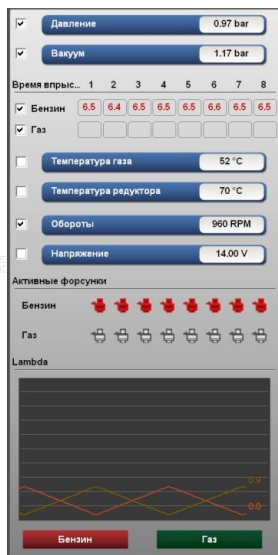 Давление 0.97 bar
Вакуум 1.17 bar
Время впрыс... 1 2 3 4 5 6 7 8
Бензин 6.5 6.4 6.5 6.5 6.5 6.6 6.5 6.5
Газ
Температура газа 52 °C
Температура редуктора 70 °C
Обороты 960 RPM
Напряжение 14.00 V
Активные форсунки
Бензин
Газ
Lambda
0.9
0.0
Бензин Газ